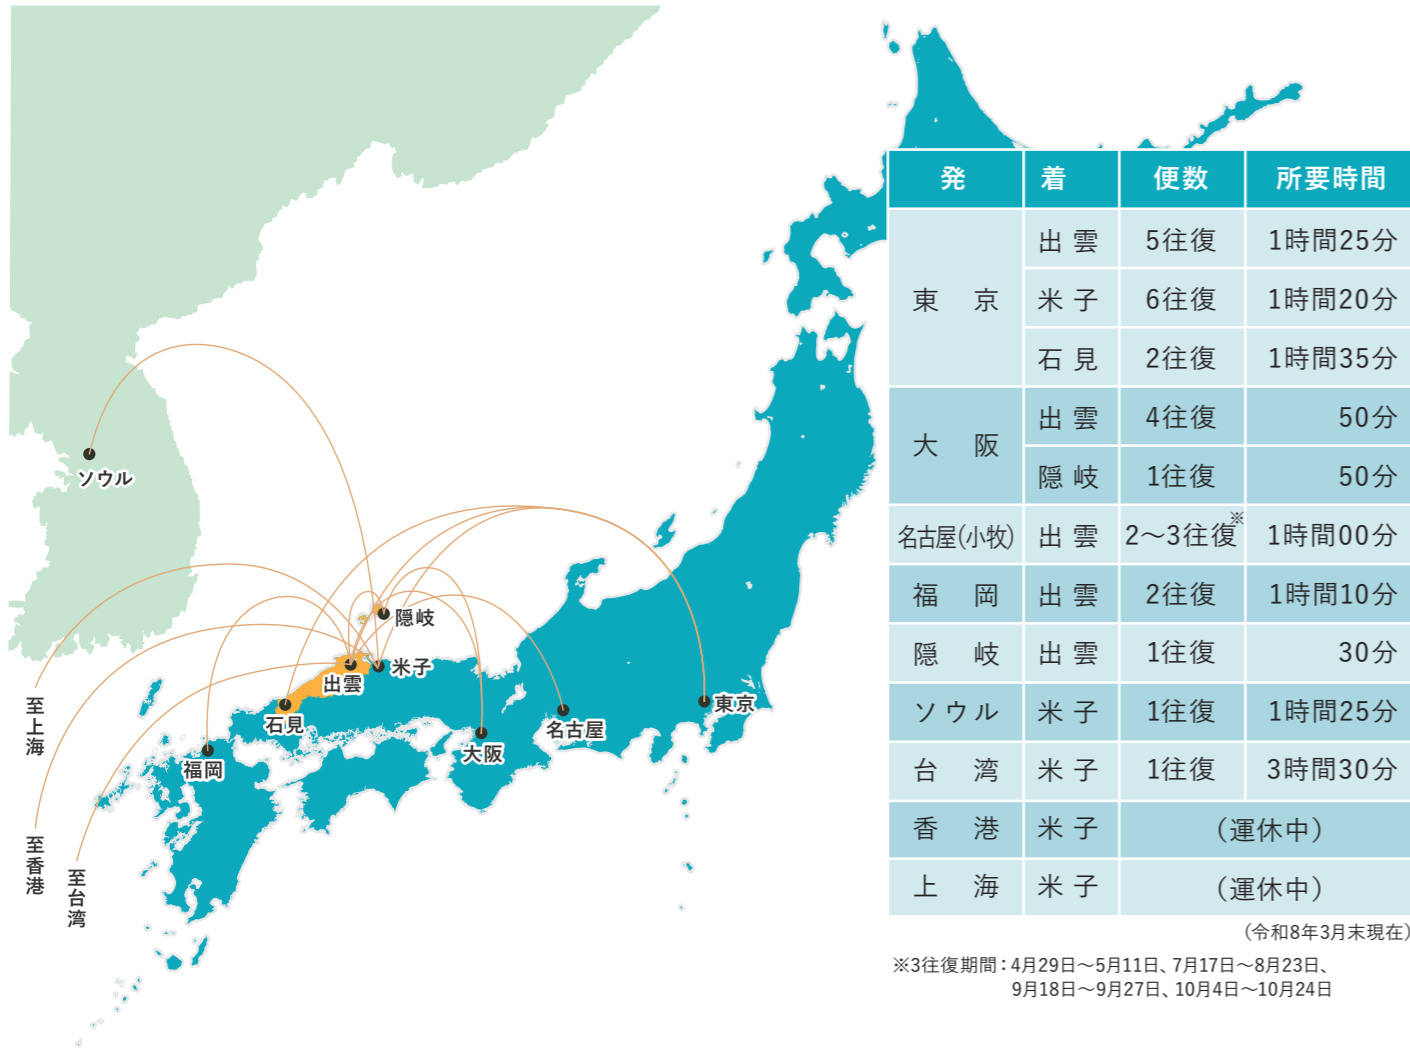 ソウル
隠岐
米子
出雲
石見
福岡
大阪
名古屋
東京
至上海
至香港
至台湾
発 着 便数 所要時間
東京 出雲 5往復 1時間25分
米子 6往復 1時間20分
石見 2往復 1時間35分
大阪 出雲 4往復 50分
隠岐 1往復 50分
名古屋(小牧) 出雲 2〜3往復※ 1時間00分
福岡 出雲 2往復 1時間10分
隠岐 出雲 1往復 30分
ソウル 米子 1往復 1時間25分
台湾 米子 1往復 3時間30分
香港 米子 (運休中)
上海 米子 (運休中)
(令和8年3月末現在)
※3往復期間：4月29日〜5月11日、7月17日〜8月23日、
9月18日〜9月27日、10月4日〜10月24日